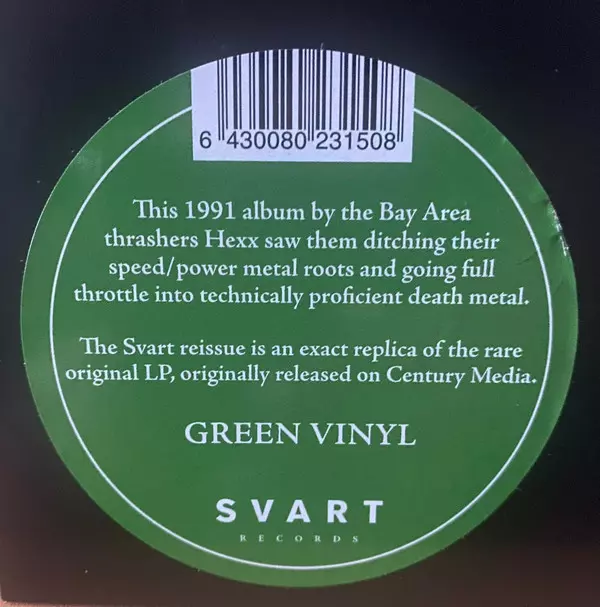 6 430080 231508
This 1991 album by the Bay Area
thrashers Hexx saw them ditching their
speed/power metal roots and going full
throttle into technically proficient death metal.
The Svart reissue is an exact replica of the rare
original LP, originally released on Century Media.
GREEN VINYL
SVART
RECORDS